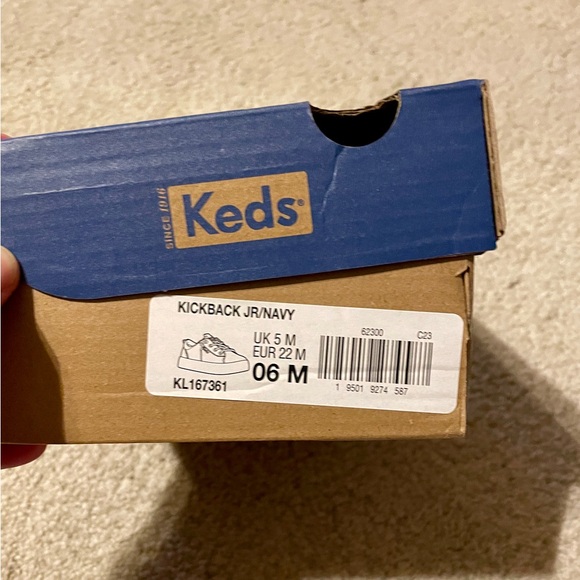 SINCE 1916
Keds®
KICKBACK JR/NAVY
UK 5 M
EUR 22 M
06 M
KL167361
62300 C23
1 9501 9274 587